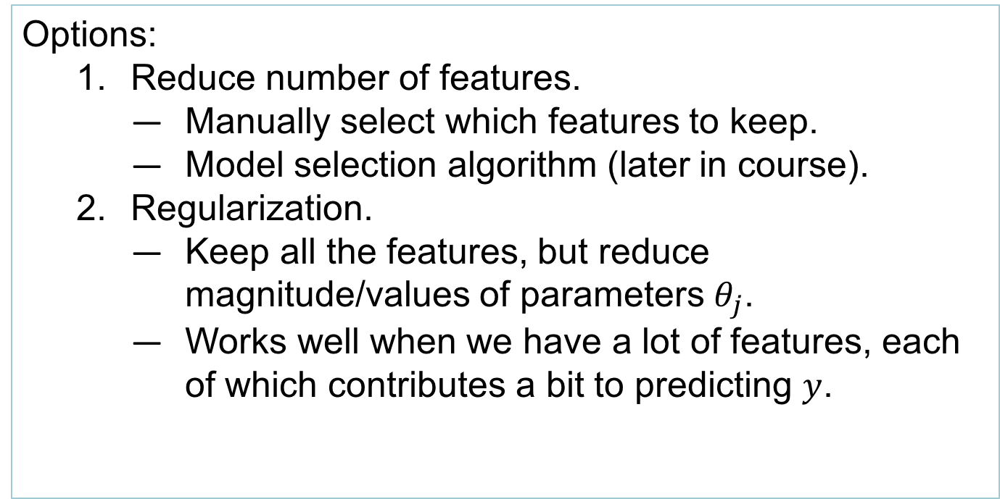 Options:
1. Reduce number of features.
— Manually select which features to keep.
— Model selection algorithm (later in course).
2. Regularization.
— Keep all the features, but reduce
magnitude/values of parameters θⱼ.
— Works well when we have a lot of features, each
of which contributes a bit to predicting y.